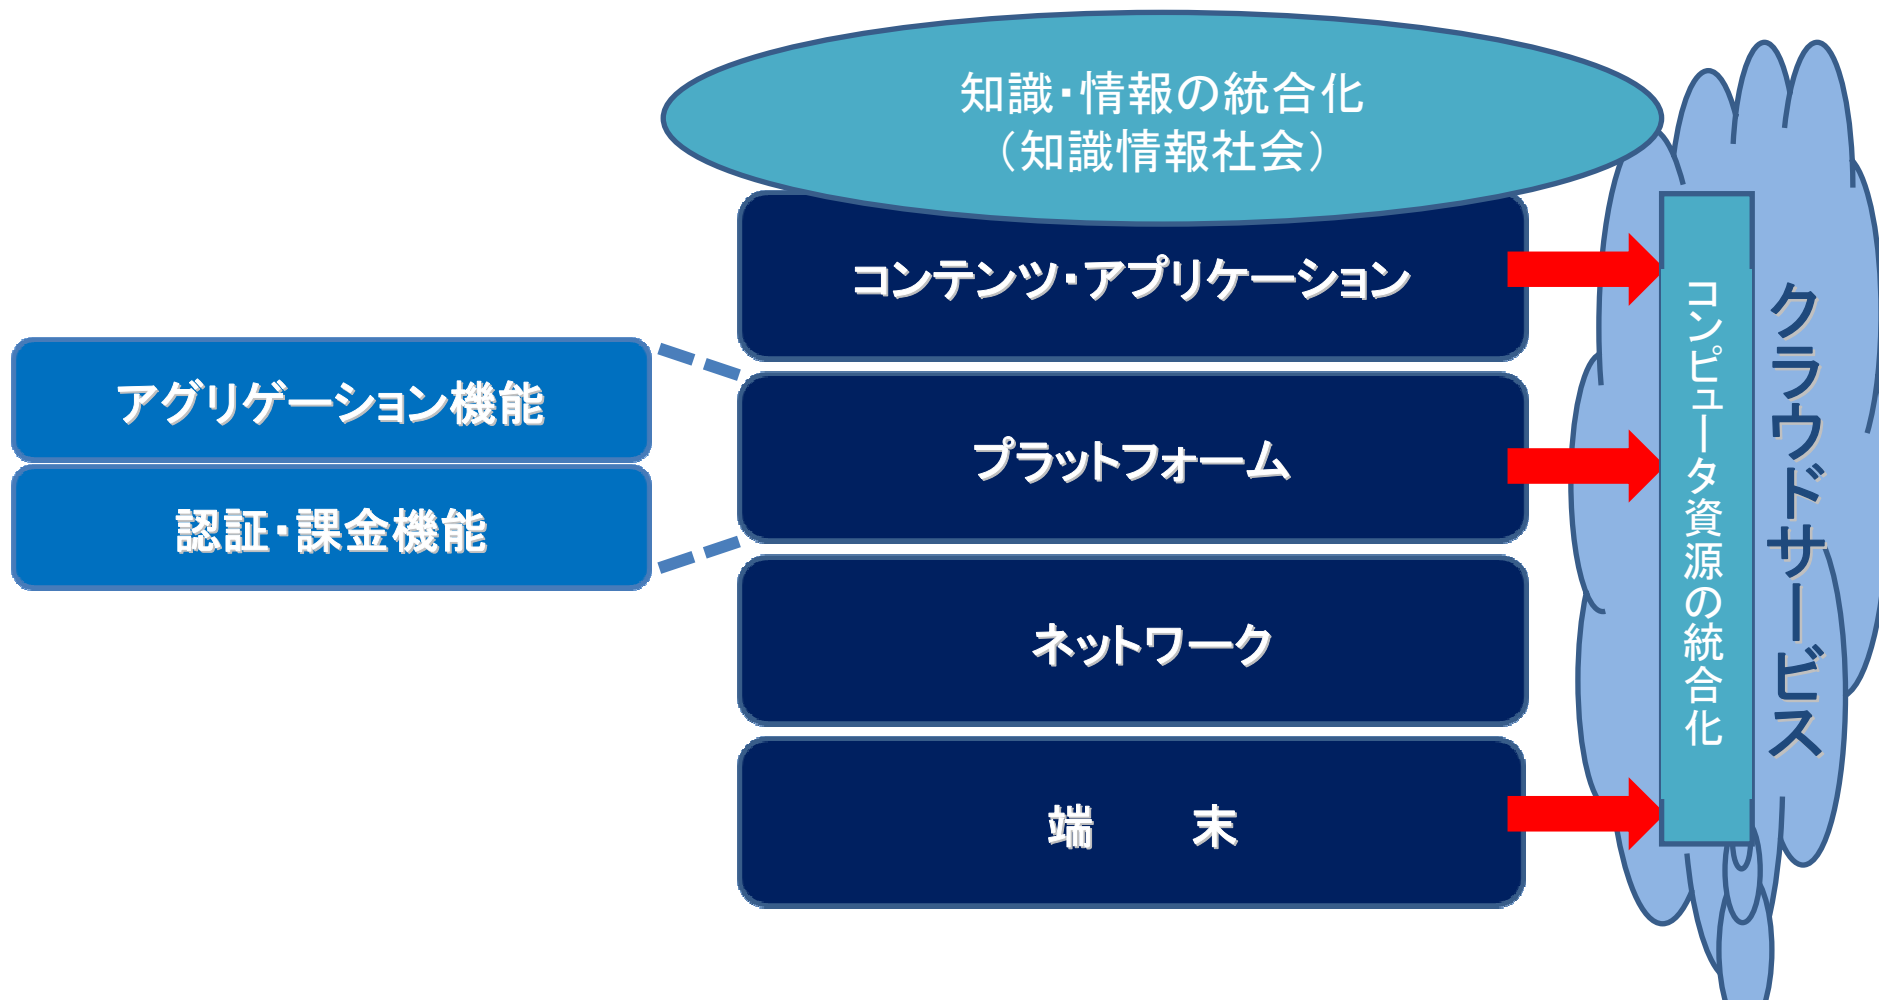 知識・情報の統合化
（知識情報社会）
コンテンツ・アプリケーション
アグリゲーション機能
認証・課金機能
プラットフォーム
ネットワーク
端　　末
コンピュータ資源の統合化
クラウドサービス